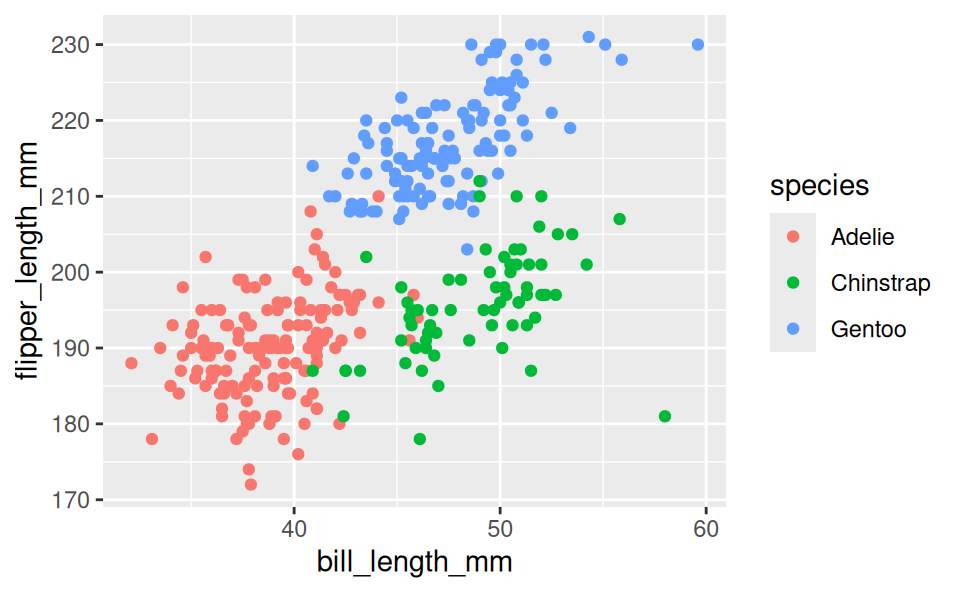 230
220
210
200
190
180
170
flipper_length_mm
40
50
60
bill_length_mm
species
Adelie
Chinstrap
Gentoo